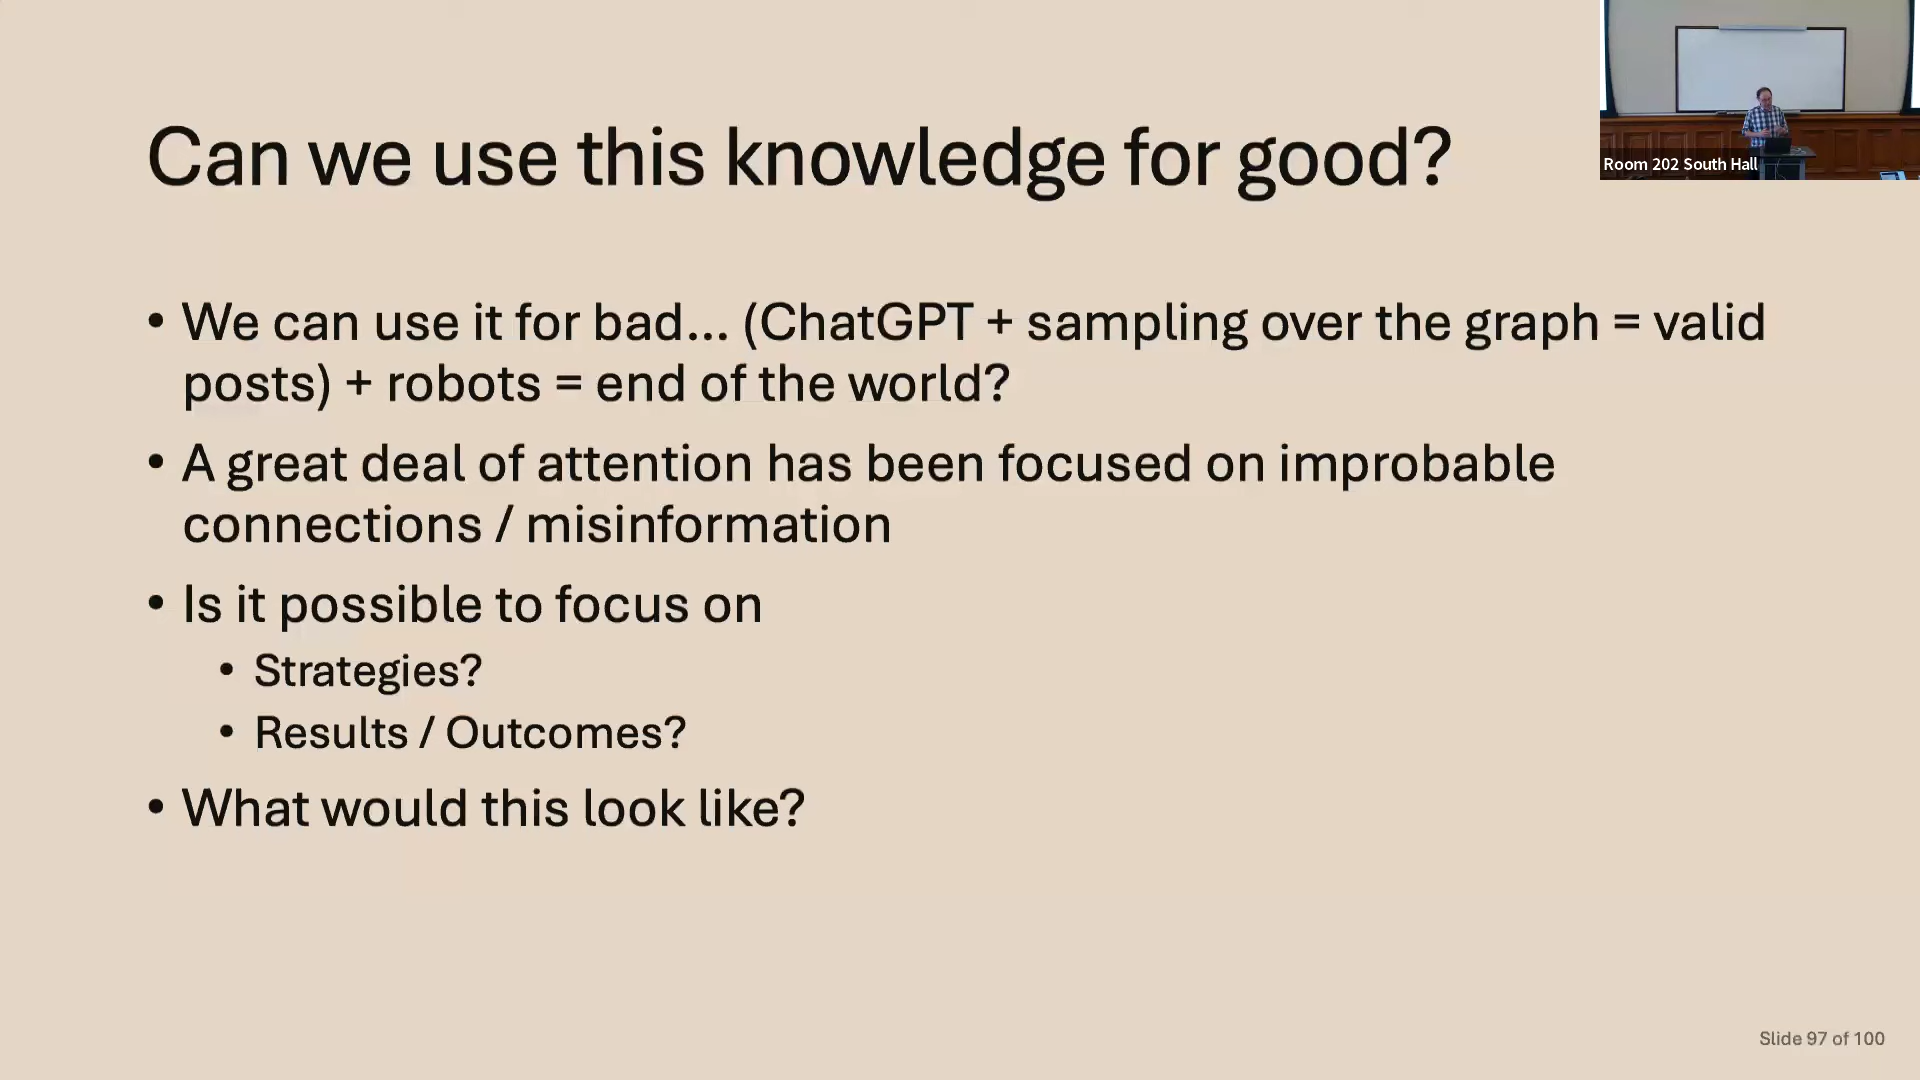 Can we use this knowledge for good?
Room 202 South Hall
• We can use it for bad... (ChatGPT + sampling over the graph = valid
posts) + robots = end of the world?
• A great deal of attention has been focused on improbable
connections / misinformation
• Is it possible to focus on
• Strategies?
• Results / Outcomes?
• What would this look like?
Slide 97 of 100